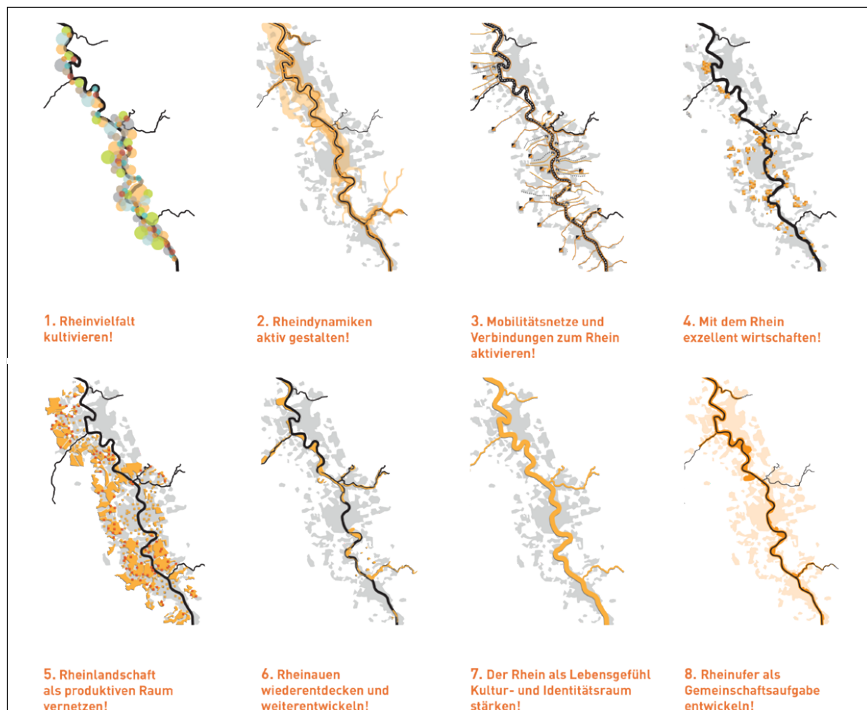 1. Rheinvielfalt
kultivieren!
2. Rheindynamiken
aktiv gestalten!
3. Mobilitätsnetze und
Verbindungen zum Rhein
aktivieren!
4. Mit dem Rhein
exzellent wirtschaften!
5. Rheinlandschaft
als produktiven Raum
vernetzen!
6. Rheinauen
wiederentdecken und
weiterentwickeln!
7. Der Rhein als Lebensgefühl
Kultur- und Identitätsraum
stärken!
8. Rheinufer als
Gemeinschaftsaufgabe
entwickeln!